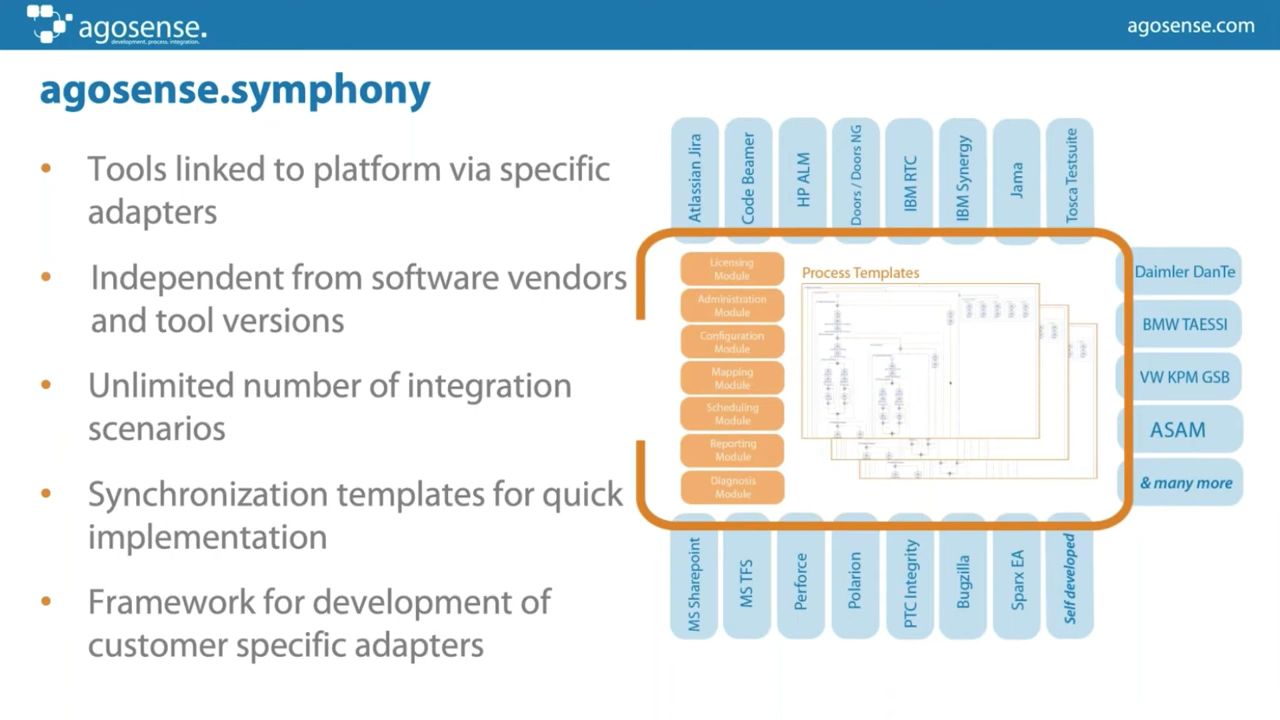 agosense.
development, process, integration.
agosense.com
agosense.symphony
• Tools linked to platform via specific
adapters
• Independent from software vendors
and tool versions
• Unlimited number of integration
scenarios
• Synchronization templates for quick
implementation
• Framework for development of
customer specific adapters
Atlassian Jira
Code Beamer
HP ALM
Doors / Doors NG
IBM RTC
IBM Synergy
Jama
Tosca Testsuite
Licensing
Module
Administration
Module
Configuration
Module
Mapping
Module
Scheduling
Module
Reporting
Module
Diagnosis
Module
Process Templates
Daimler DanTe
BMW TAESSI
VW KPM GSB
ASAM
& many more
MS Sharepoint
MS TFS
Perforce
Polarion
PTC Integrity
Bugzilla
Sparx EA
Self developed